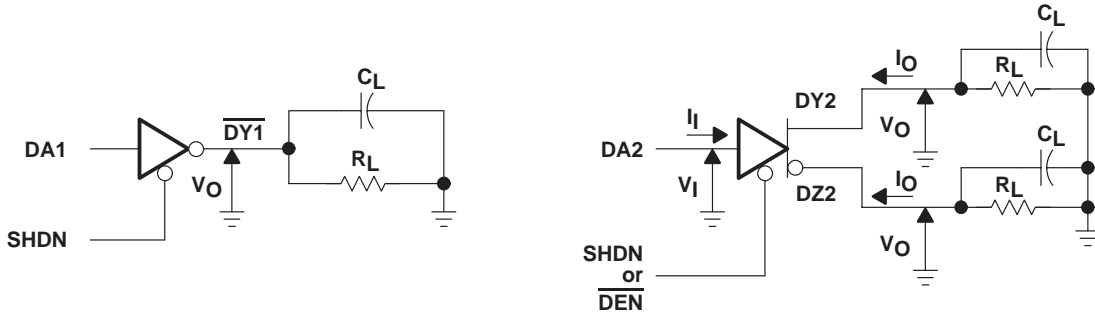 DA1
SHDN
DY1
VO
CL
RL
DA2
II
VI
SHDN
or
DEN
DY2
DZ2
IO
VO
CL
RL
IO
VO
CL
RL